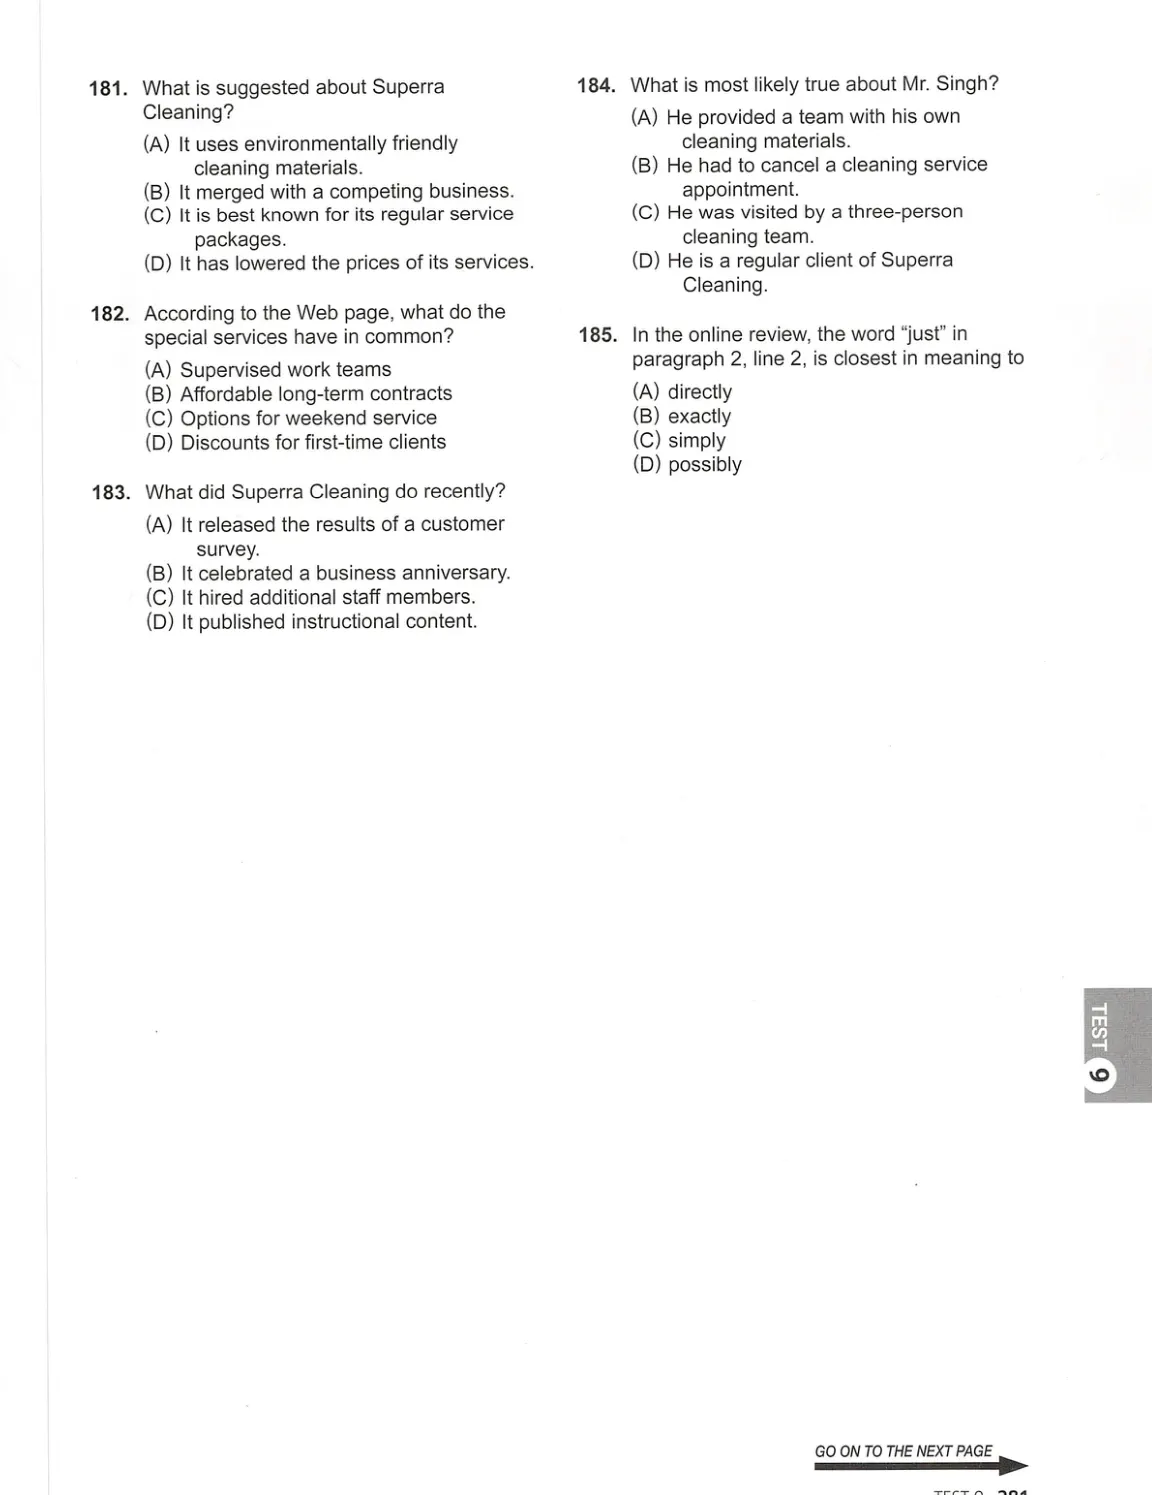 181. What is suggested about Superra
Cleaning?
(A) It uses environmentally friendly
cleaning materials.
(B) It merged with a competing business.
(C) It is best known for its regular service
packages.
(D) It has lowered the prices of its services.
182. According to the Web page, what do the
special services have in common?
(A) Supervised work teams
(B) Affordable long-term contracts
(C) Options for weekend service
(D) Discounts for first-time clients
183. What did Superra Cleaning do recently?
(A) It released the results of a customer
survey.
(B) It celebrated a business anniversary.
(C) It hired additional staff members.
(D) It published instructional content.
184. What is most likely true about Mr. Singh?
(A) He provided a team with his own
cleaning materials.
(B) He had to cancel a cleaning service
appointment.
(C) He was visited by a three-person
cleaning team.
(D) He is a regular client of Superra
Cleaning.
185. In the online review, the word “just” in
paragraph 2, line 2, is closest in meaning to
(A) directly
(B) exactly
(C) simply
(D) possibly
TEST 9
GO ON TO THE NEXT PAGE